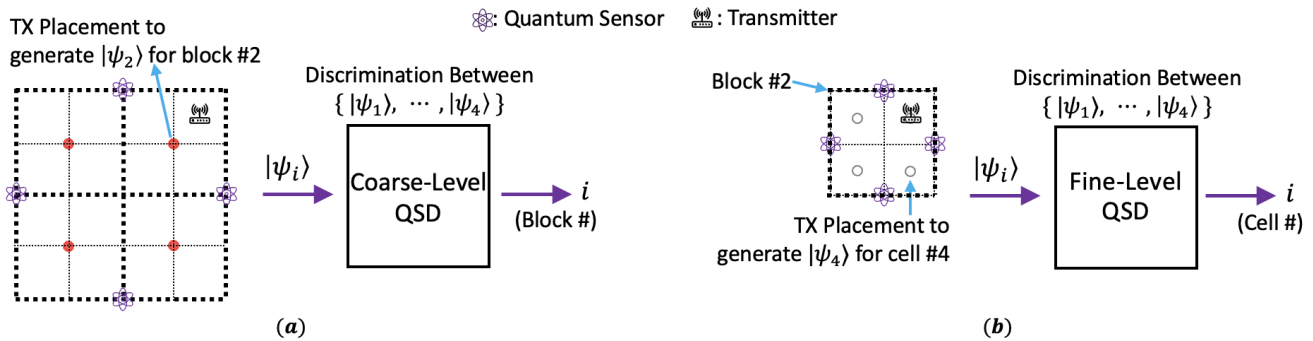 : Quantum Sensor : Transmitter
TX Placement to
generate |ψ₂⟩ for block #2
Discrimination Between
{ |ψ₁⟩, ⋯ , |ψ₄⟩ }
|ψᵢ⟩
Coarse-Level
QSD
i
(Block #)
(a)
Block #2
TX Placement to
generate |ψ₄⟩ for cell #4
Discrimination Between
{ |ψ₁⟩, ⋯ , |ψ₄⟩ }
|ψᵢ⟩
Fine-Level
QSD
i
(Cell #)
(b)